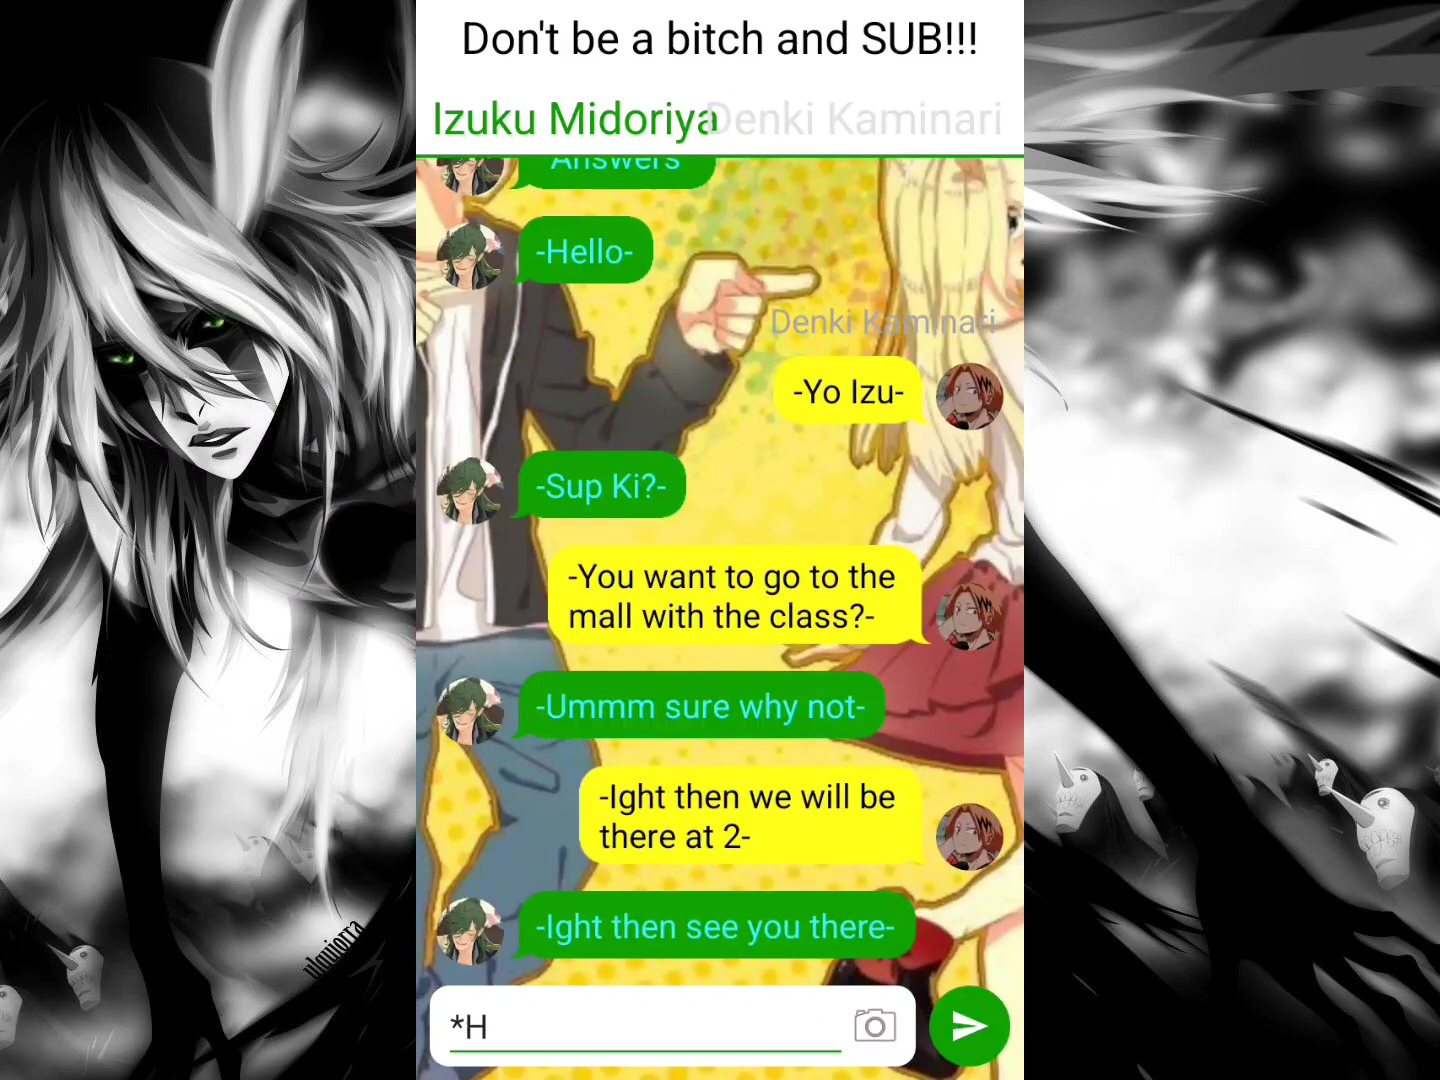 Don't be a bitch and SUB!!!
Izuku Midoriya
Denki Kaminari
Answers
-Hello-
Denki Kaminari
-Yo Izu-
-Sup Ki?-
-You want to go to the
mall with the class?-
-Ummm sure why not-
-Ight then we will be
there at 2-
-Ight then see you there-
*H
ulquiorra